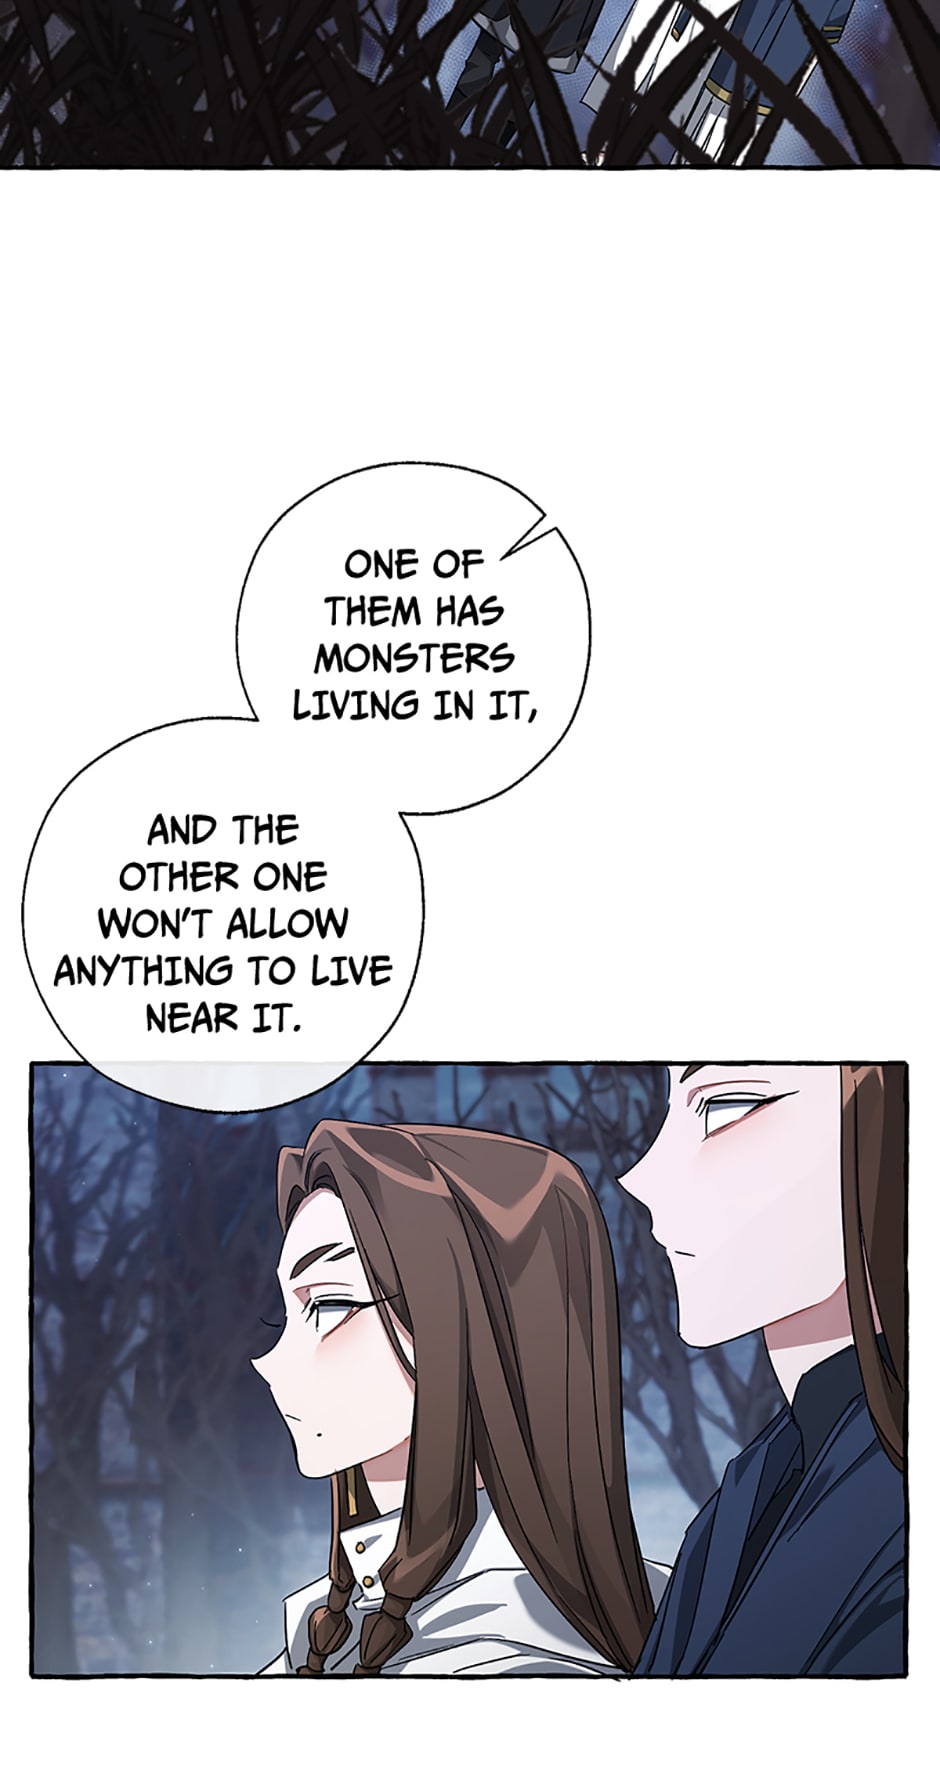 ONE OF
THEM HAS
MONSTERS
LIVING IN IT,
AND THE
OTHER ONE
WON'T ALLOW
ANYTHING TO LIVE
NEAR IT.